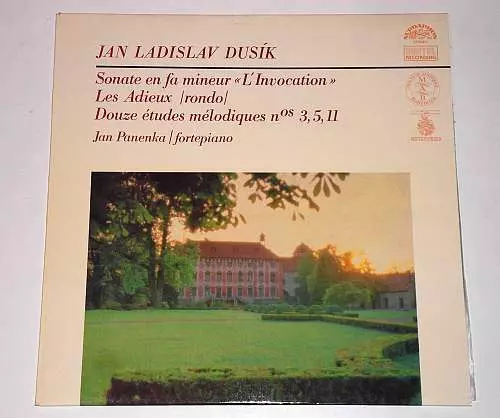 JAN LADISLAV DUSÍK
Sonate en fa mineur «L'Invocation»
Les Adieux |rondo|
Douze études mélodiques nos 3, 5, 11
Jan Panenka | fortepiano
SUPRAPHON